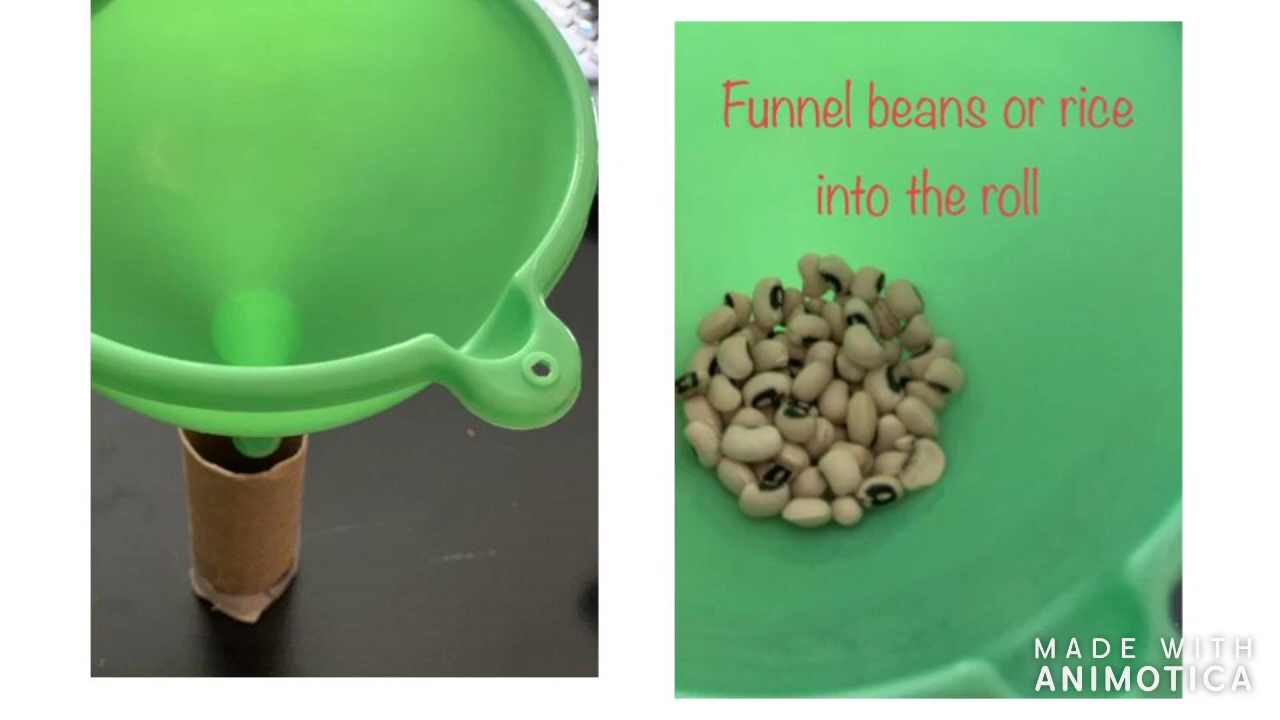 Funnel beans or rice
into the roll
MADE WITH
ANIMOTICA